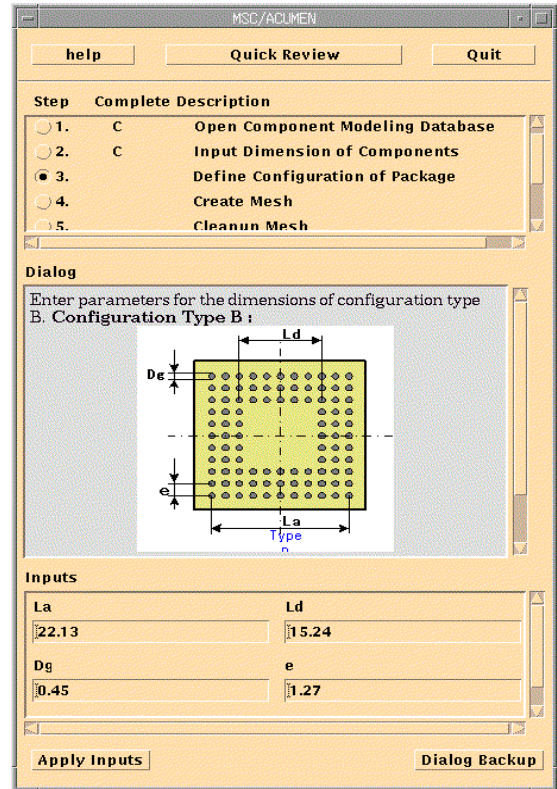 MSC/ACUMEN
help Quick Review Quit
Step Complete Description
1. C Open Component Modeling Database
2. C Input Dimension of Components
3. Define Configuration of Package
4. Create Mesh
5. Cleanup Mesh
Dialog
Enter parameters for the dimensions of configuration type
B. Configuration Type B :
Ld
Dg
e
La
Type
Inputs
La Ld
22.13 15.24
Dg e
0.45 1.27
Apply Inputs Dialog Backup